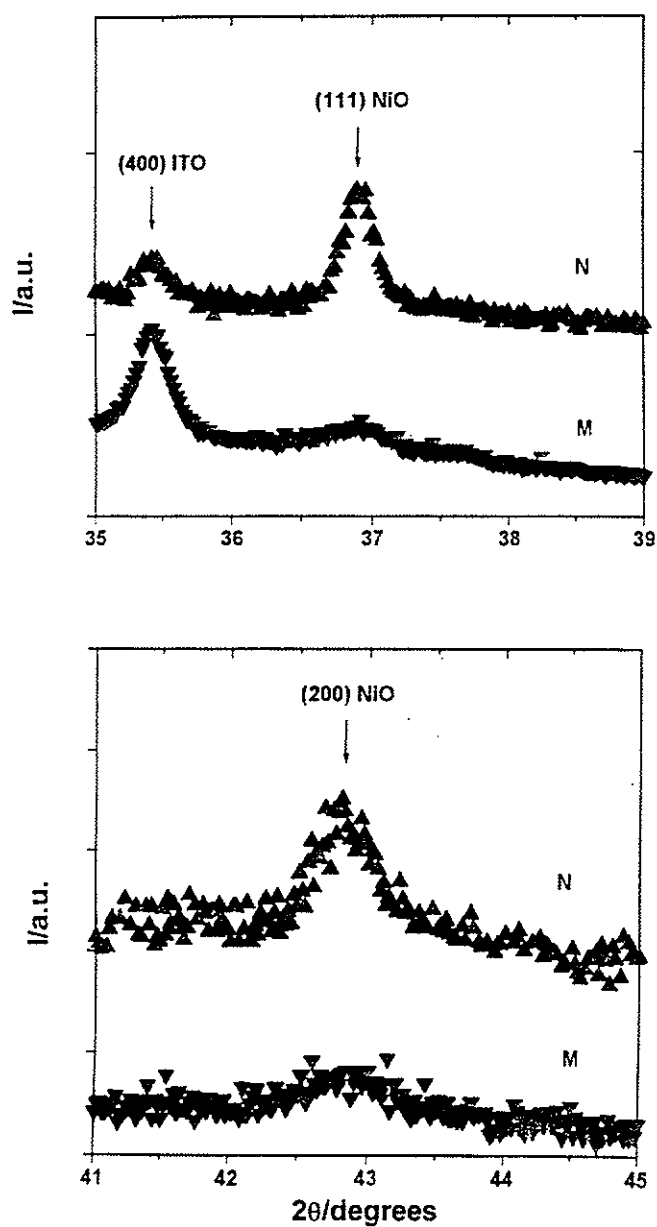 (111) NiO
(400) ITO
N
I/a.u.
M
35 36 37 38 39
(200) NiO
N
I/a.u.
M
41 42 43 44 45
2θ/degrees